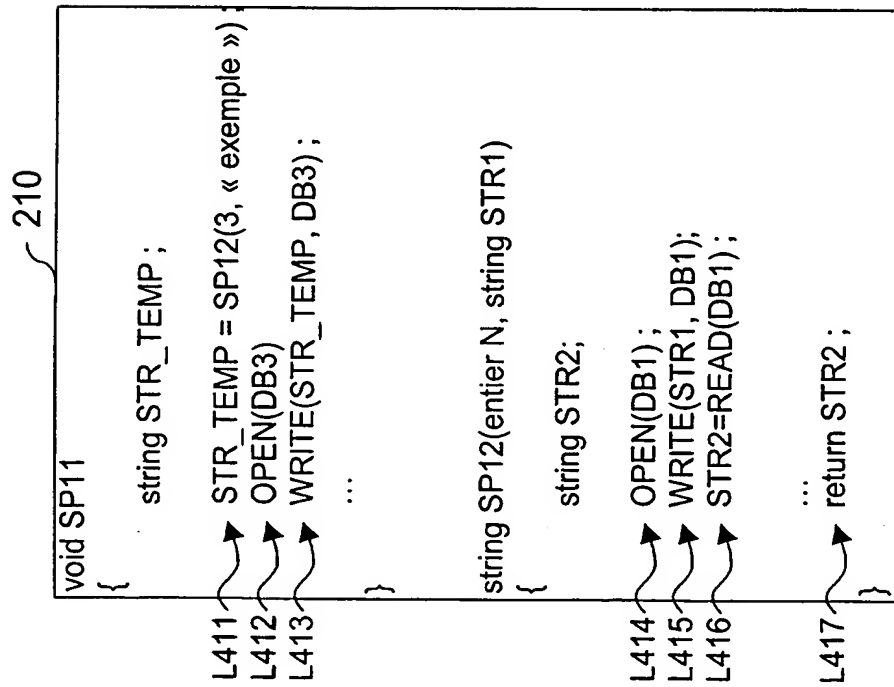 210
void SP11
{
string STR_TEMP ;
L411 STR_TEMP = SP12(3, « exemple ») ;
L412 OPEN(DB3)
L413 WRITE(STR_TEMP, DB3) ;
...
}
string SP12(entier N, string STR1)
{
string STR2;
L414 OPEN(DB1) ;
L415 WRITE(STR1, DB1);
L416 STR2=READ(DB1) ;
...
L417 return STR2 ;
}